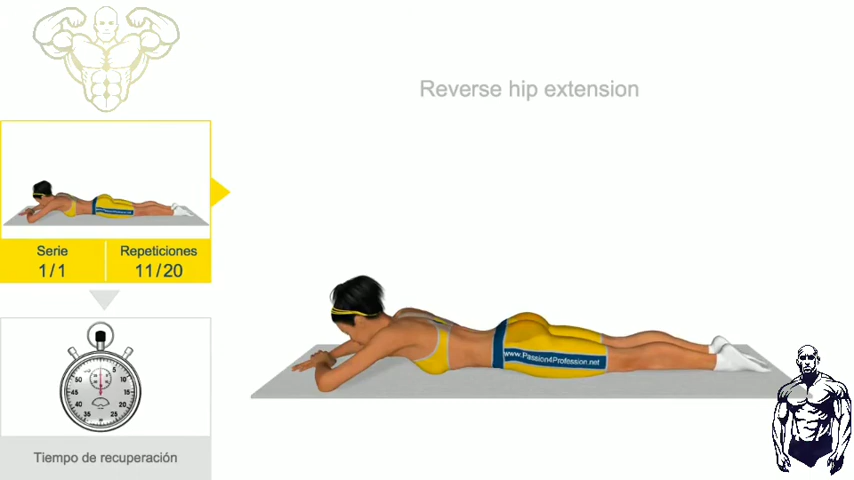 Reverse hip extension
Serie
1/1
Repeticiones
11/20
www.Passion4Profession.net
Tiempo de recuperación